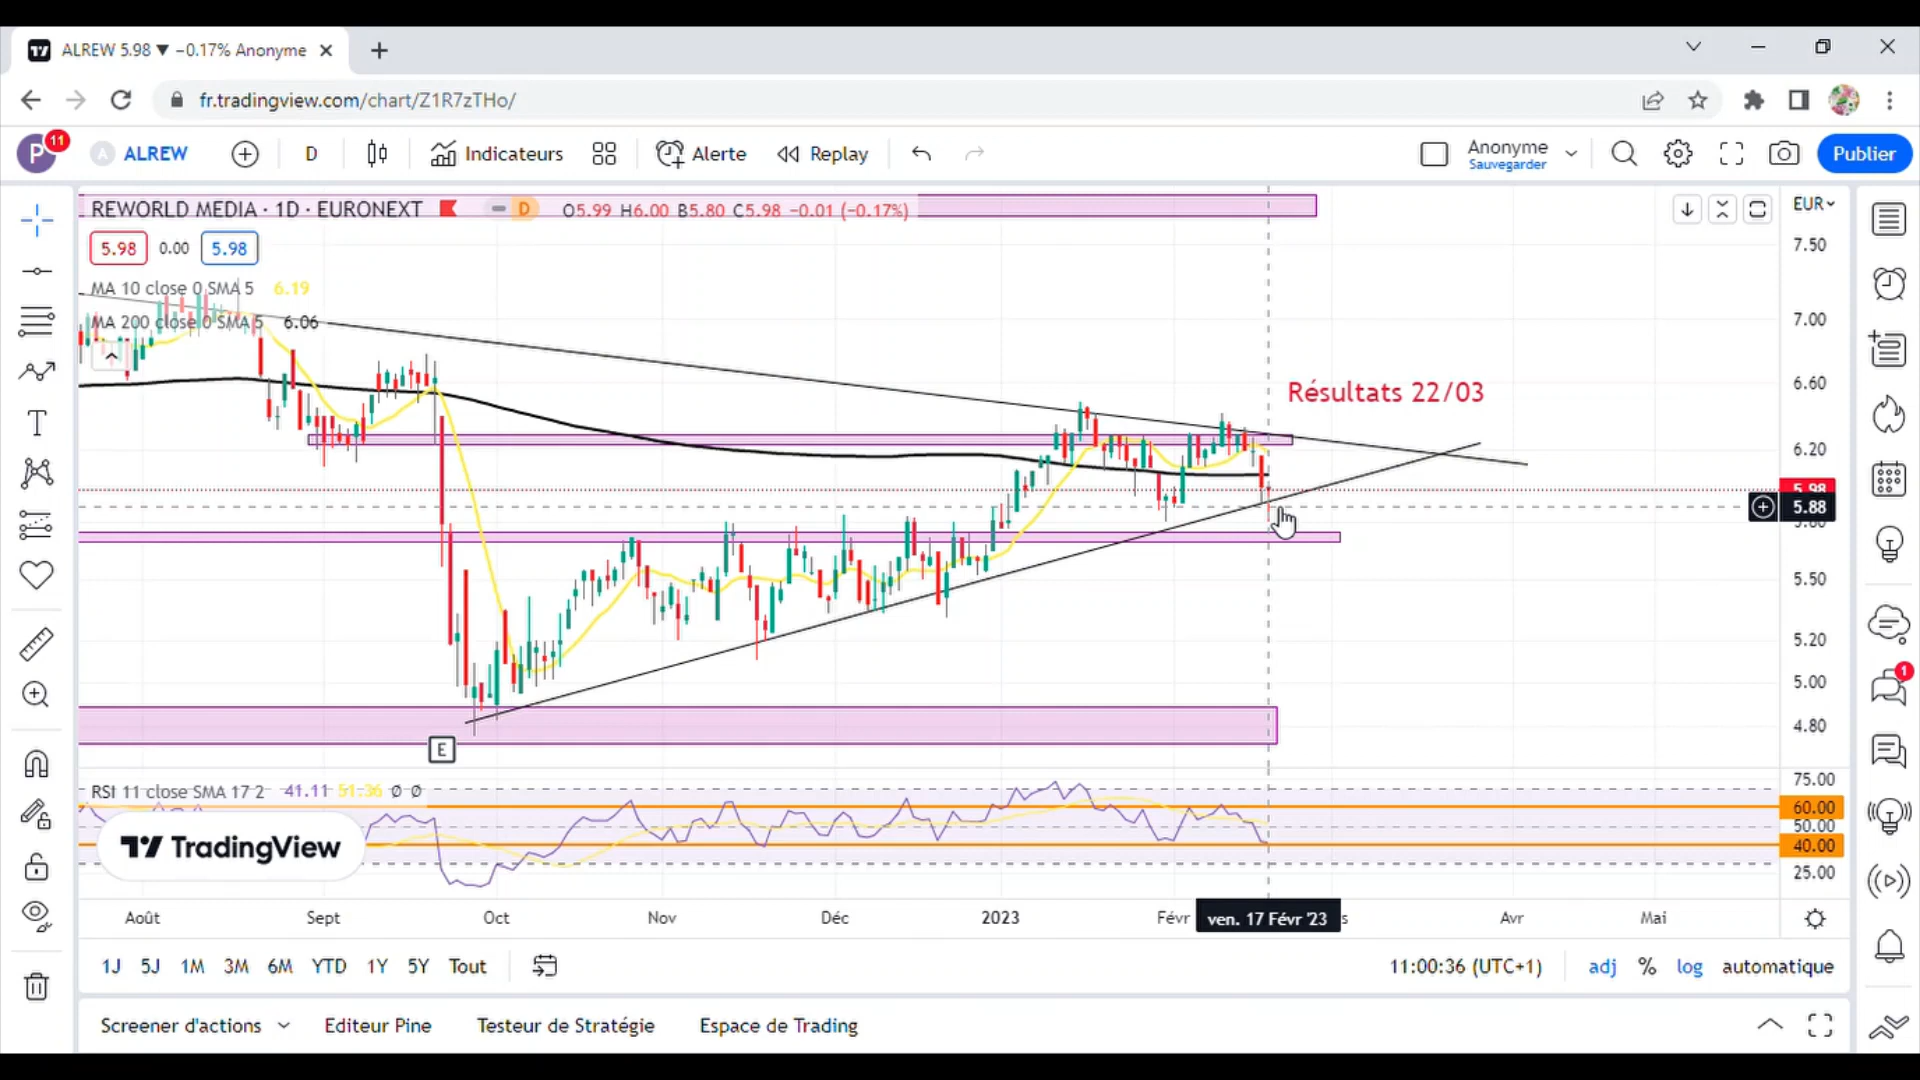 ALREW 5.98 ▼ −0.17% Anonyme
fr.tradingview.com/chart/Z1R7zTHo/
P 11 A ALREW D Indicateurs Alerte Replay Anonyme Sauvegarder Publier
REWORLD MEDIA · 1D · EURONEXT D O5.99 H6.00 B5.80 C5.98 −0.01 (−0.17%) EUR
7.50
5.98 0.00 5.98
MA 10 close 0 SMA 5 6.19
MA 200 close 0 SMA 5 6.06
7.00
6.60
Résultats 22/03
6.20
5.98
5.88
5.50
5.20
5.00
4.80
E
1
RSI 11 close SMA 17 2 41.11 51.36 Ø Ø
75.00
60.00
50.00
40.00
25.00
TradingView
Août Sept Oct Nov Déc 2023 Févr ven. 17 Févr '23 s Avr Mai
1J 5J 1M 3M 6M YTD 1Y 5Y Tout 11:00:36 (UTC+1) adj % log automatique
Screener d'actions Editeur Pine Testeur de Stratégie Espace de Trading